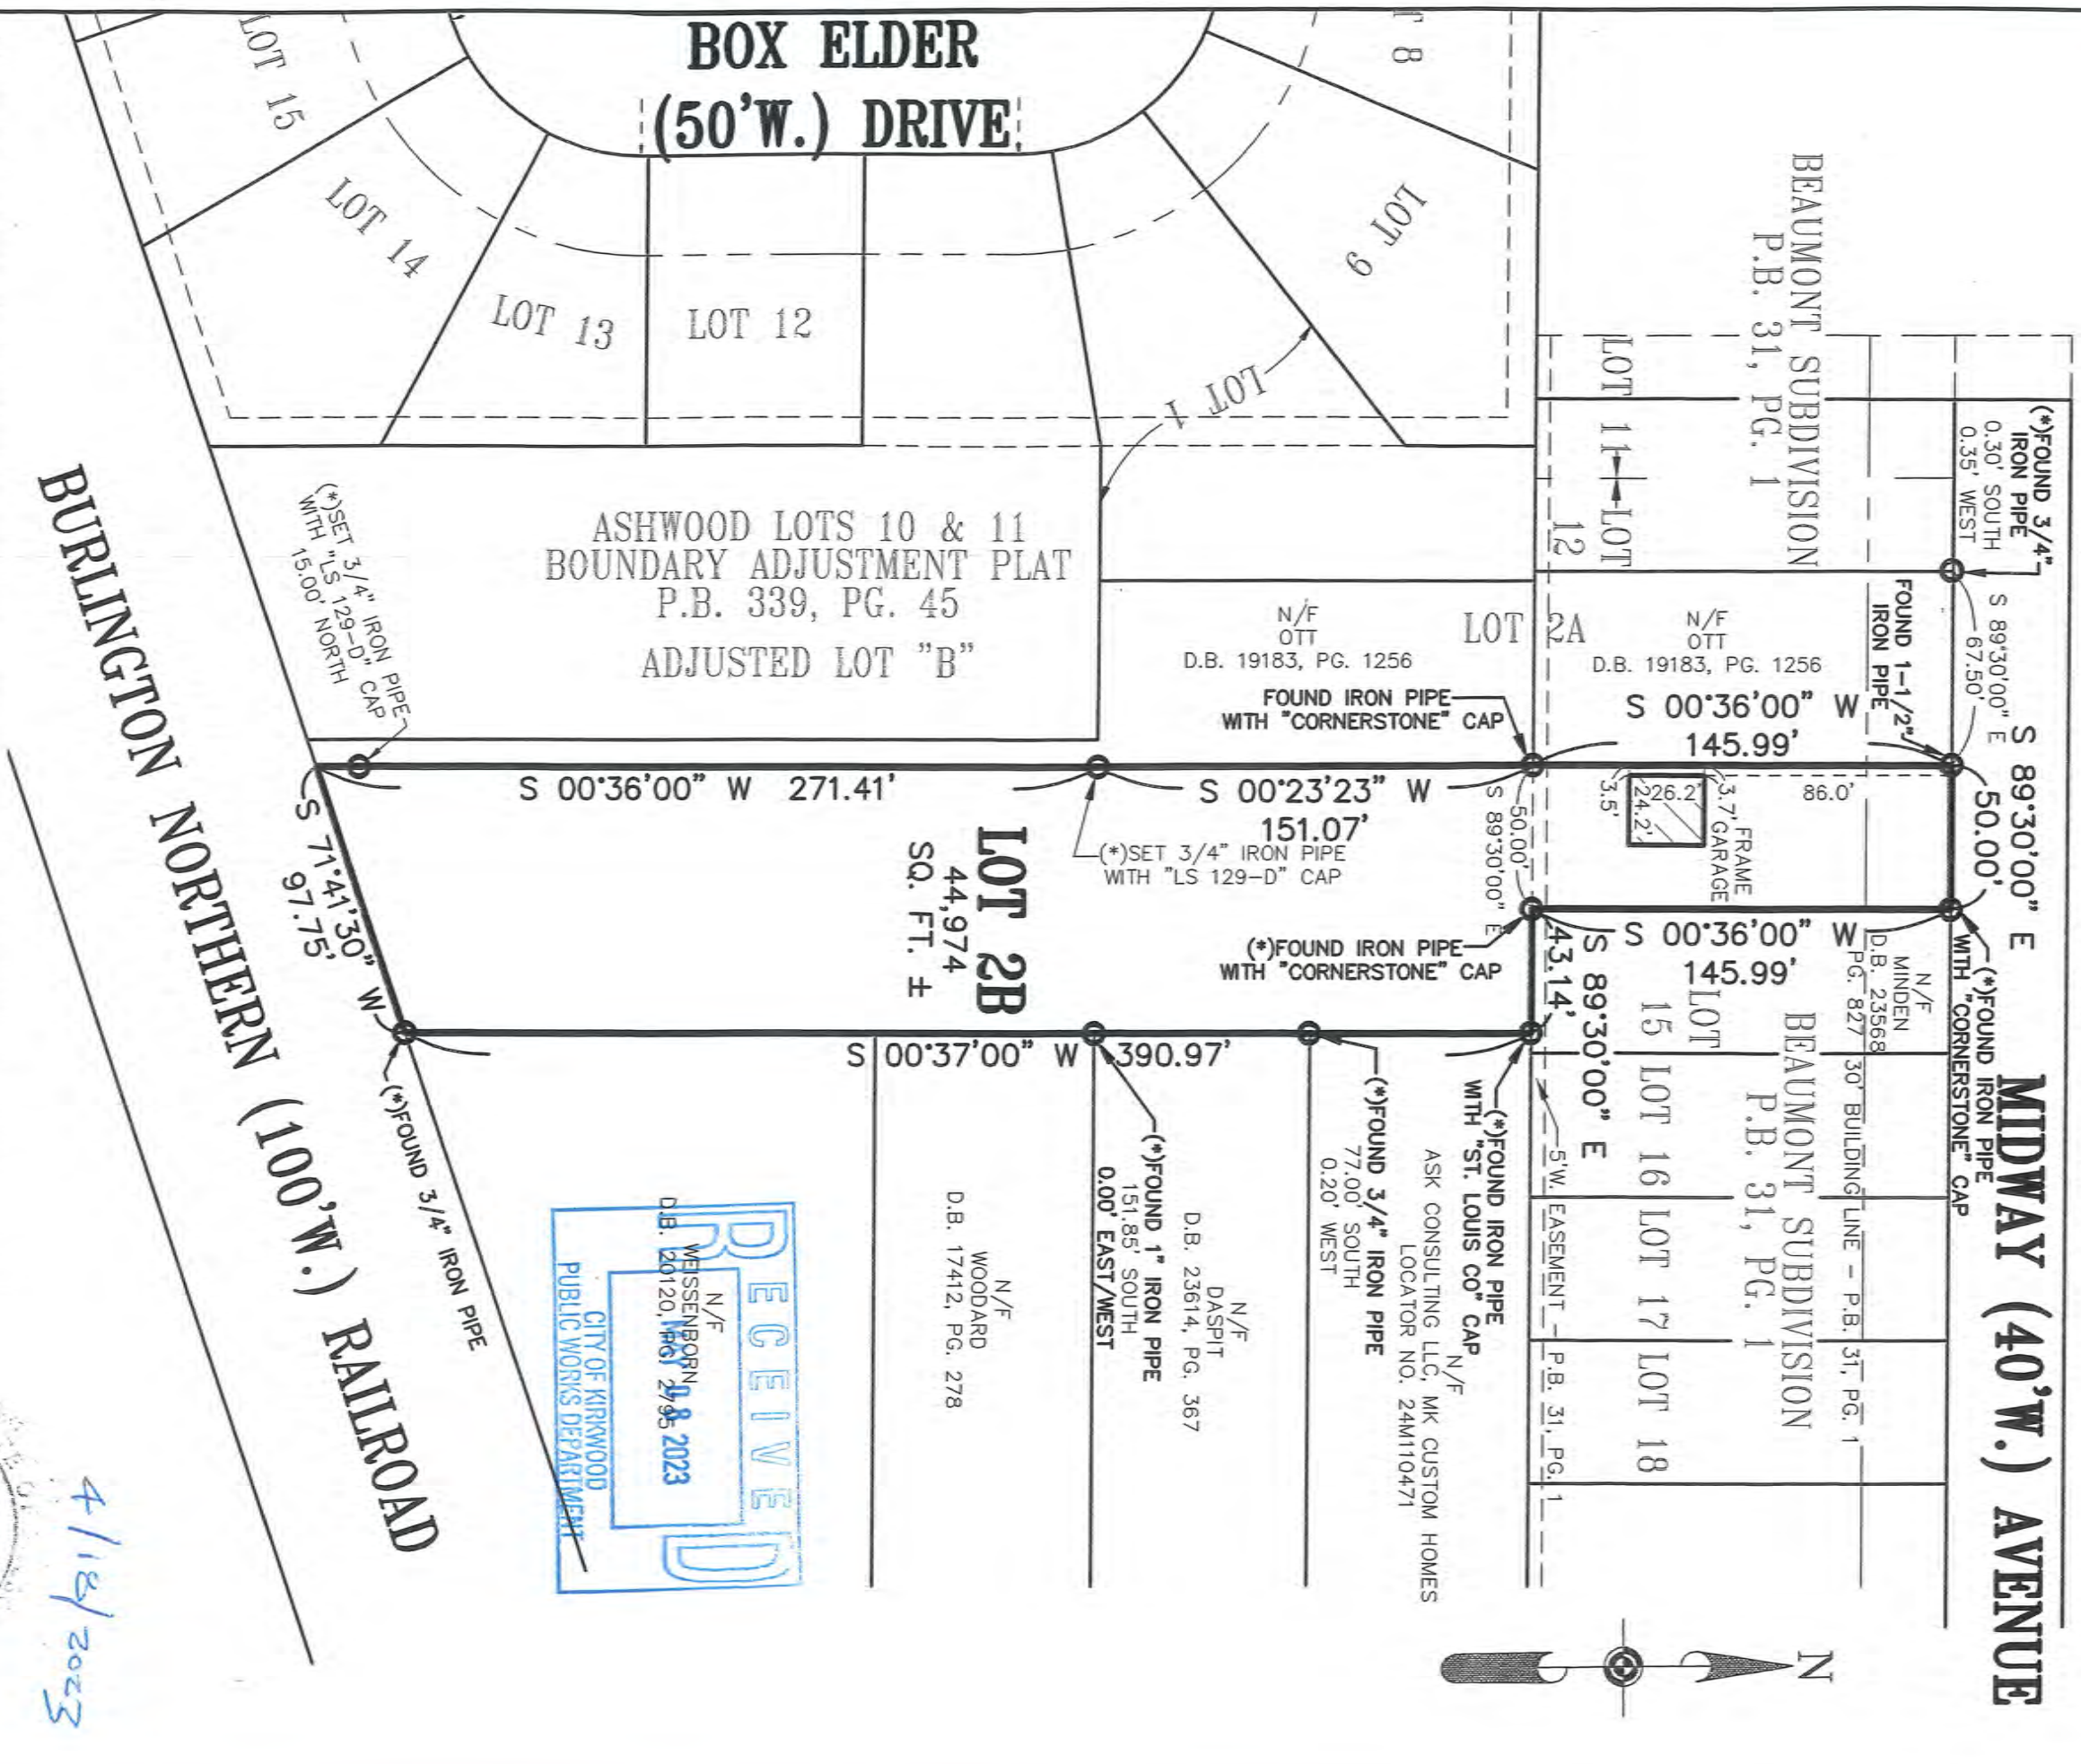 BOX ELDER
(50'W.) DRIVE
LOT 15
LOT 14
LOT 13
LOT 12
LOT 1
LOT 9
T 8
BEAUMONT SUBDIVISION
P.B. 31, PG. 1
LOT 11
LOT
12
(*)FOUND 3/4"
IRON PIPE
0.30' SOUTH
0.35' WEST
S 89°30'00" E
67.50'
FOUND 1-1/2"
IRON PIPE
ASHWOOD LOTS 10 & 11
BOUNDARY ADJUSTMENT PLAT
P.B. 339, PG. 45
ADJUSTED LOT "B"
(*)SET 3/4" IRON PIPE
WITH "LS 129-D" CAP
15.00' NORTH
N/F
OTT
D.B. 19183, PG. 1256
LOT 2A
N/F
OTT
D.B. 19183, PG. 1256
FOUND IRON PIPE
WITH "CORNERSTONE" CAP
S 00°36'00" W
145.99'
S 89°30'00" E
50.00'
S 00°36'00" W 271.41'
S 00°23'23" W
151.07'
(*)SET 3/4" IRON PIPE
WITH "LS 129-D" CAP
50.00'
S 89°30'00" E
3.5'
26.2'
24.2'
3.7'
FRAME
GARAGE
86.0'
LOT 2B
44,974
SQ. FT. ±
(*)FOUND IRON PIPE
WITH "CORNERSTONE" CAP
S 00°36'00" W
145.99'
43.14'
S 89°30'00" E
N/F
MINDEN
D.B. 23568
PG. 827
(*)FOUND IRON PIPE
WITH "CORNERSTONE" CAP
S 71°41'30" W
97.75'
(*)FOUND 3/4" IRON PIPE
S 00°37'00" W 390.97'
LOT
15
LOT 16
LOT 17
LOT 18
BEAUMONT SUBDIVISION
P.B. 31, PG. 1
30' BUILDING LINE - P.B. 31, PG. 1
5'W. EASEMENT - P.B. 31, PG. 1
MIDWAY (40'W.) AVENUE
(*)FOUND IRON PIPE
WITH "ST. LOUIS CO" CAP
N/F
ASK CONSULTING LLC, MK CUSTOM HOMES
LOCATOR NO. 24M110471
(*)FOUND 3/4" IRON PIPE
77.00' SOUTH
0.20' WEST
N/F
DASPIT
D.B. 23614, PG. 367
(*)FOUND 1" IRON PIPE
151.85' SOUTH
0.00' EAST/WEST
N/F
WOODARD
D.B. 17412, PG. 278
N/F
WEISSENBORN
D.B. 20120, PG. 2795
RECEIVED
MAY 08 2023
CITY OF KIRKWOOD
PUBLIC WORKS DEPARTMENT
BURLINGTON NORTHERN (100'W.) RAILROAD
N
4/18/2023